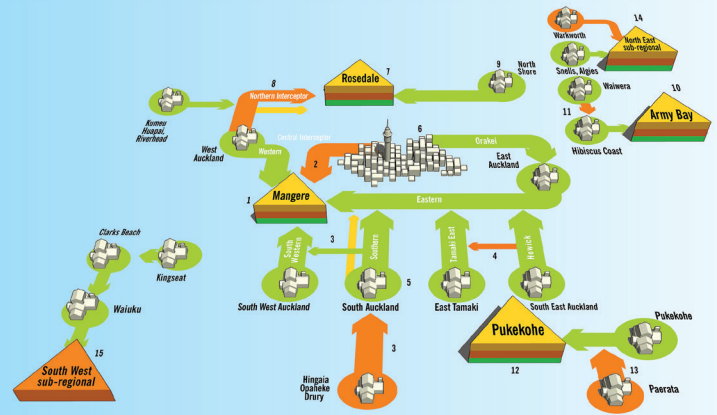 Warkworth
14
North East
sub-regional
Snells, Algies
Waiwera
10
Army Bay
11
Hibiscus Coast
8
Northern Interceptor
7
Rosedale
9
North
Shore
Kumeu
Huapai,
Riverhead
West
Auckland
Western
Central Interceptor
2
6
Orakei
East
Auckland
1
Mangere
Eastern
Clarks Beach
Kingseat
Waiuku
15
South West
sub-regional
South
Western
3
Southern
Tamaki East
4
Howick
5
South West Auckland
South Auckland
East Tamaki
South East Auckland
3
Hingaia
Opaheke
Drury
Pukekohe
12
Pukekohe
13
Paerata